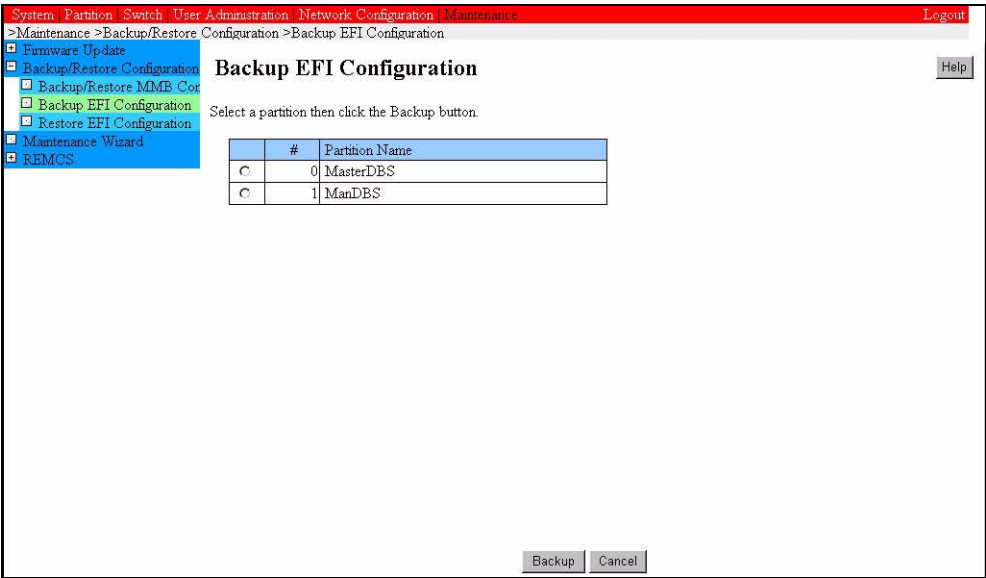 System | Partition | Switch | User Administration | Network Configuration | Maintenance Logout
>Maintenance >Backup/Restore Configuration >Backup EFI Configuration
Firmware Update
Backup/Restore Configuration
Backup/Restore MMB Con
Backup EFI Configuration
Restore EFI Configuration
Maintenance Wizard
REMCS
Backup EFI Configuration
Help
Select a partition then click the Backup button.
# Partition Name
0 MasterDBS
1 ManDBS
Backup Cancel